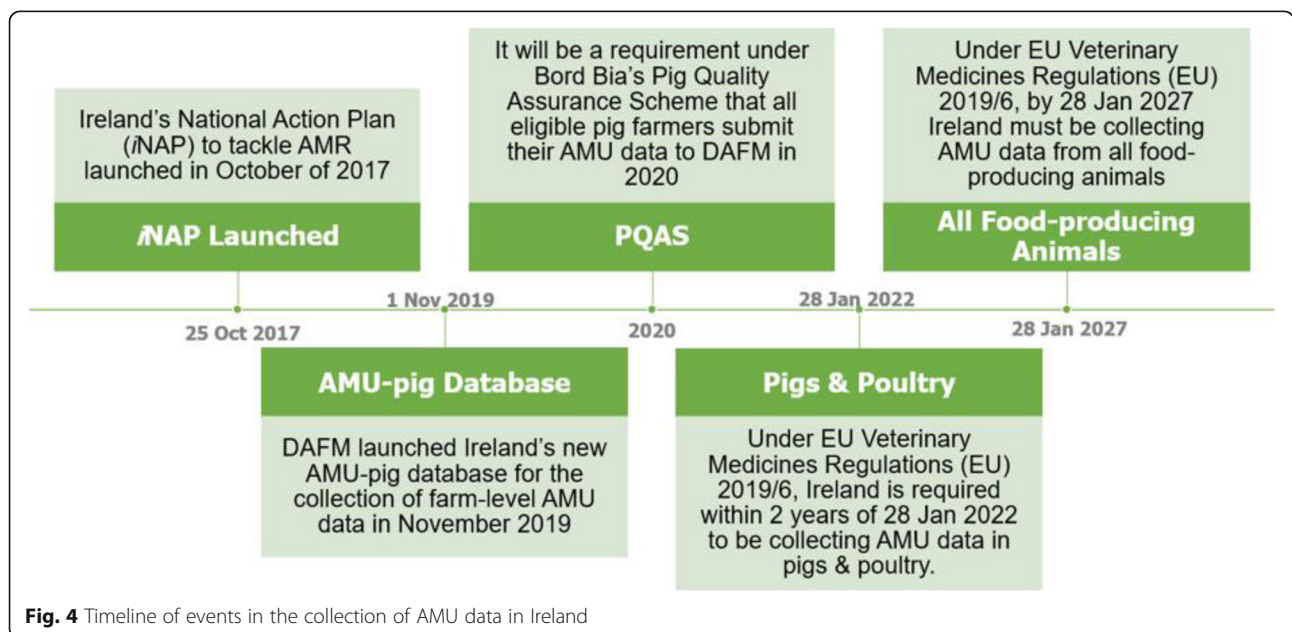 Ireland's National Action Plan
(iNAP) to tackle AMR
launched in October of 2017
iNAP Launched
25 Oct 2017
1 Nov 2019
AMU-pig Database
DAFM launched Ireland's new
AMU-pig database for the
collection of farm-level AMU
data in November 2019
It will be a requirement under
Bord Bia's Pig Quality
Assurance Scheme that all
eligible pig farmers submit
their AMU data to DAFM in
2020
PQAS
2020
28 Jan 2022
Pigs & Poultry
Under EU Veterinary
Medicines Regulations (EU)
2019/6, Ireland is required
within 2 years of 28 Jan 2022
to be collecting AMU data in
pigs & poultry.
Under EU Veterinary
Medicines Regulations (EU)
2019/6, by 28 Jan 2027
Ireland must be collecting
AMU data from all food-
producing animals
All Food-producing
Animals
28 Jan 2027
Fig. 4 Timeline of events in the collection of AMU data in Ireland